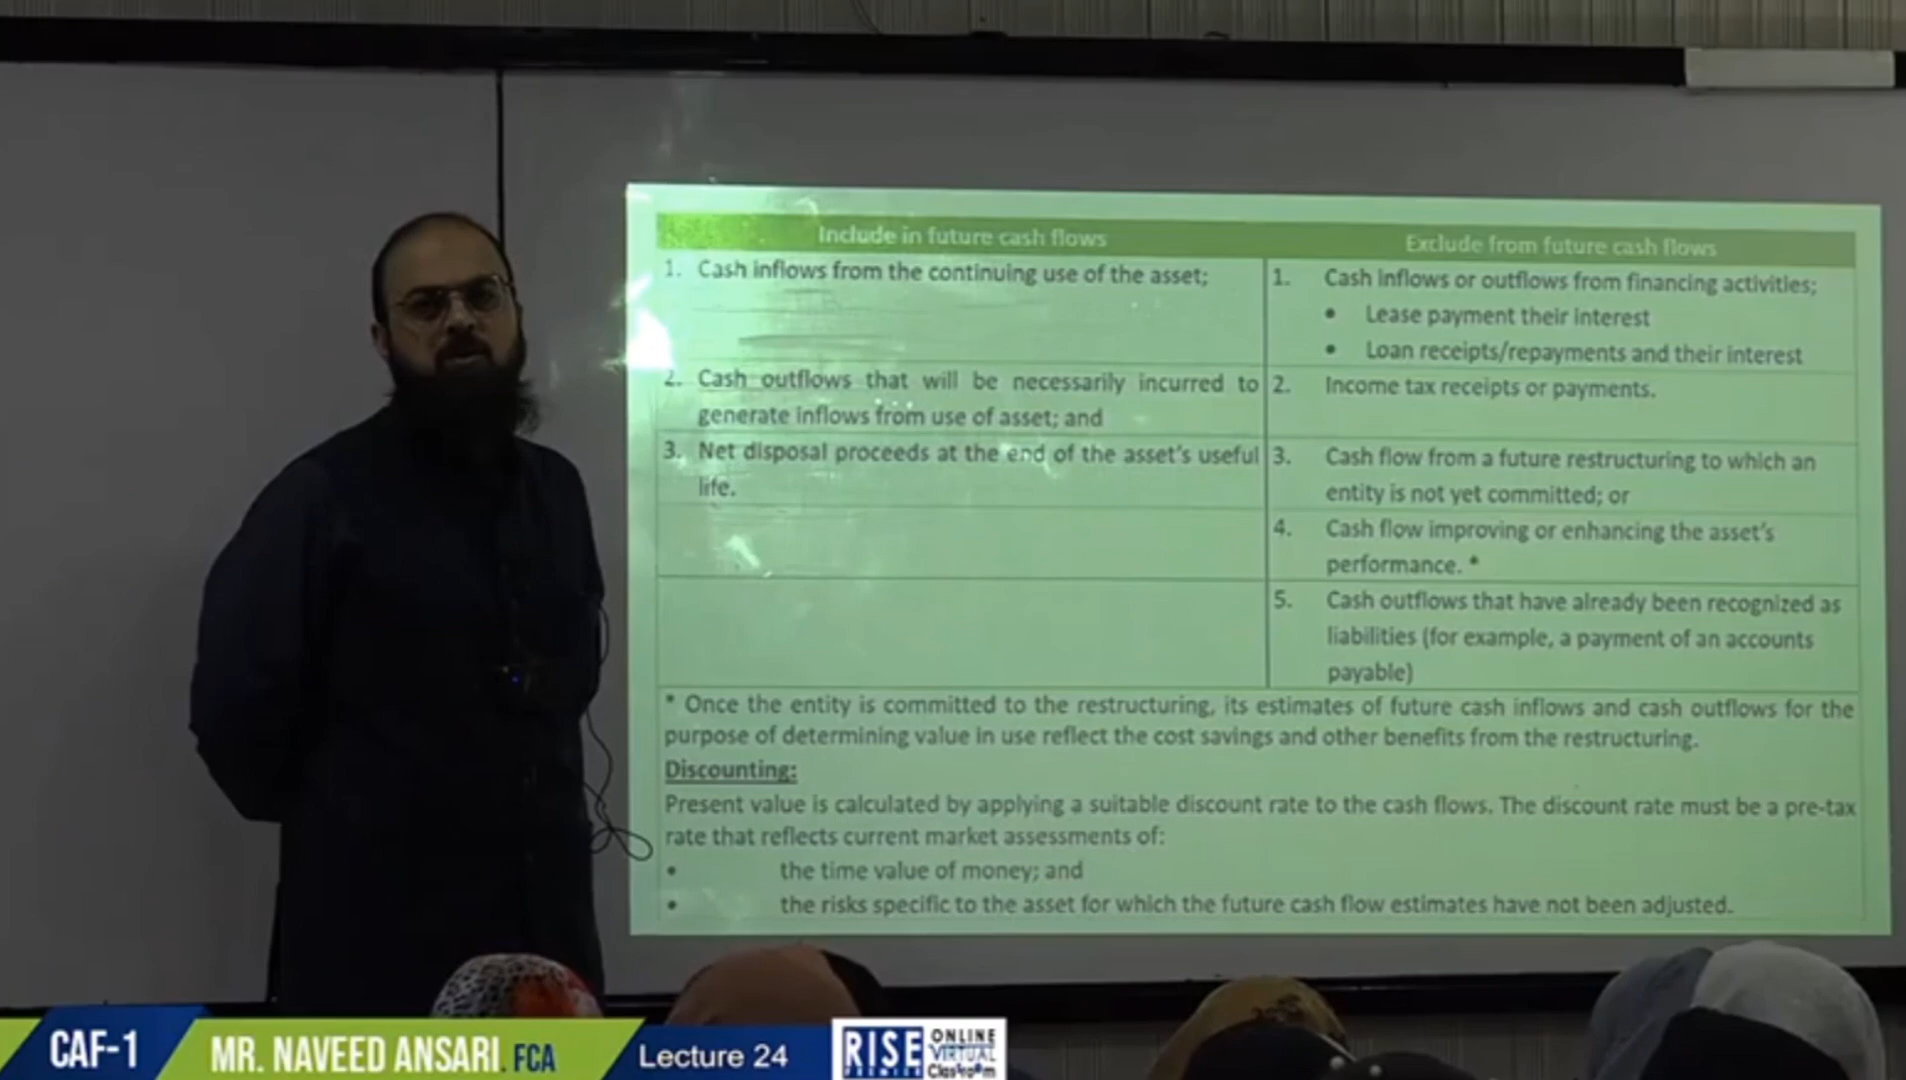 Include in future cash flows
Exclude from future cash flows
1. Cash inflows from the continuing use of the asset;
1. Cash inflows or outflows from financing activities;
• Lease payment their interest
• Loan receipts/repayments and their interest
2. Cash outflows that will be necessarily incurred to
generate inflows from use of asset; and
2. Income tax receipts or payments.
3. Net disposal proceeds at the end of the asset's useful
life.
3. Cash flow from a future restructuring to which an
entity is not yet committed; or
4. Cash flow improving or enhancing the asset's
performance. *
5. Cash outflows that have already been recognized as
liabilities (for example, a payment of an accounts
payable)
* Once the entity is committed to the restructuring, its estimates of future cash inflows and cash outflows for the
purpose of determining value in use reflect the cost savings and other benefits from the restructuring.
Discounting:
Present value is calculated by applying a suitable discount rate to the cash flows. The discount rate must be a pre-tax
rate that reflects current market assessments of:
• the time value of money; and
• the risks specific to the asset for which the future cash flow estimates have not been adjusted.
CAF-1
MR. NAVEED ANSARI. FCA
Lecture 24
RISE
ONLINE
VIRTUAL
Classroom